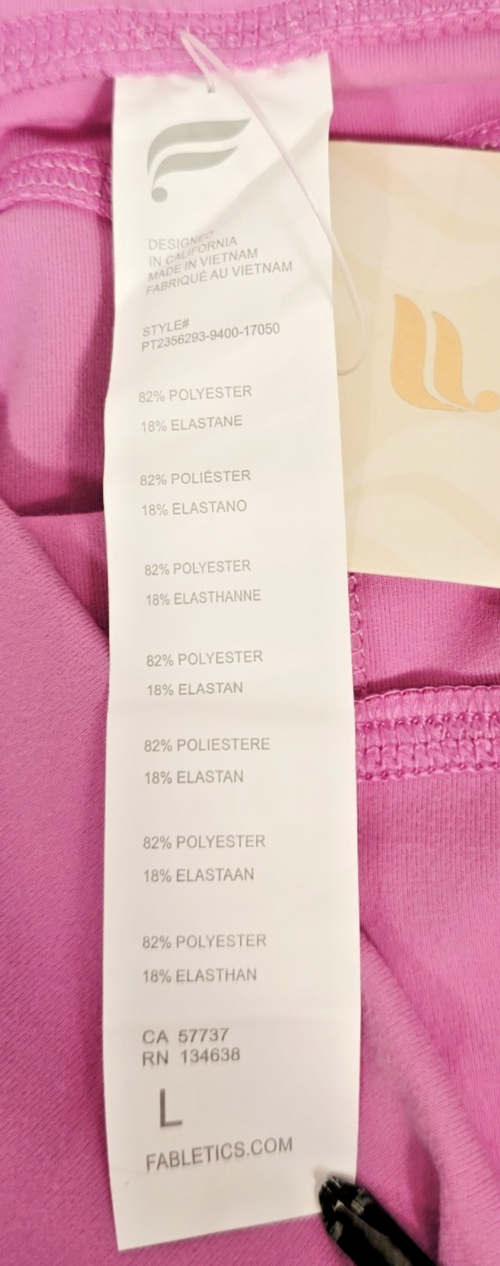 DESIGNED
IN CALIFORNIA
MADE IN VIETNAM
FABRIQUÉ AU VIETNAM
STYLE#
PT2356293-9400-17050
82% POLYESTER
18% ELASTANE
82% POLIÉSTER
18% ELASTANO
82% POLYESTER
18% ELASTHANNE
82% POLYESTER
18% ELASTAN
82% POLIESTERE
18% ELASTAN
82% POLYESTER
18% ELASTAAN
82% POLYESTER
18% ELASTHAN
CA 57737
RN 134638
L
FABLETICS.COM